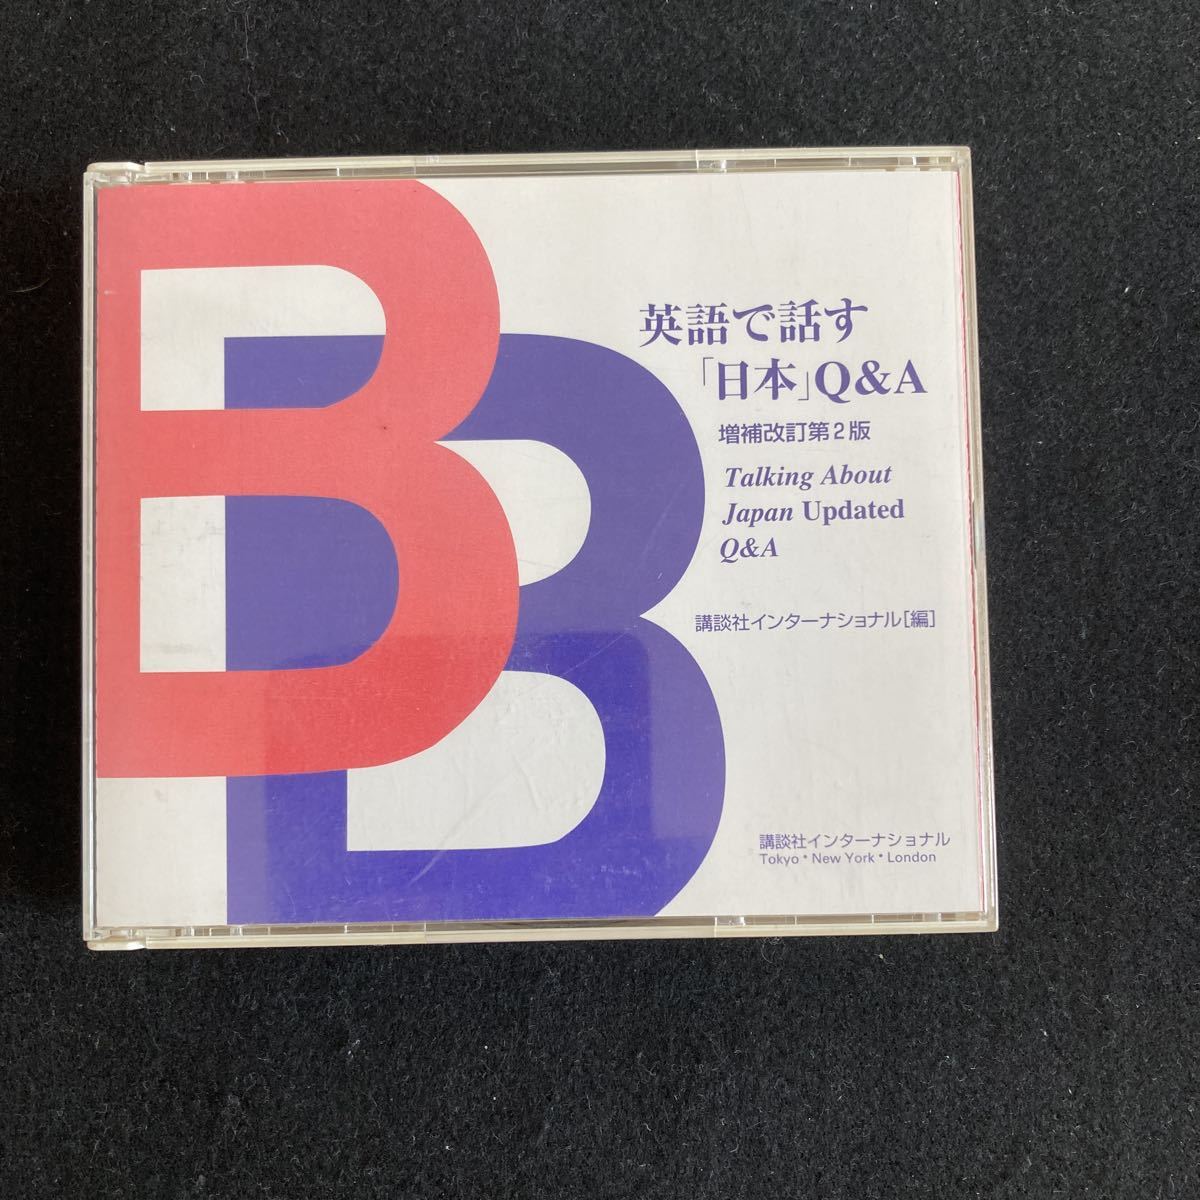 英語で話す
「日本」Q&A
増補改訂第2版
Talking About
Japan Updated
Q&A
講談社インターナショナル[編]
講談社インターナショナル
Tokyo・New York・London
B
B